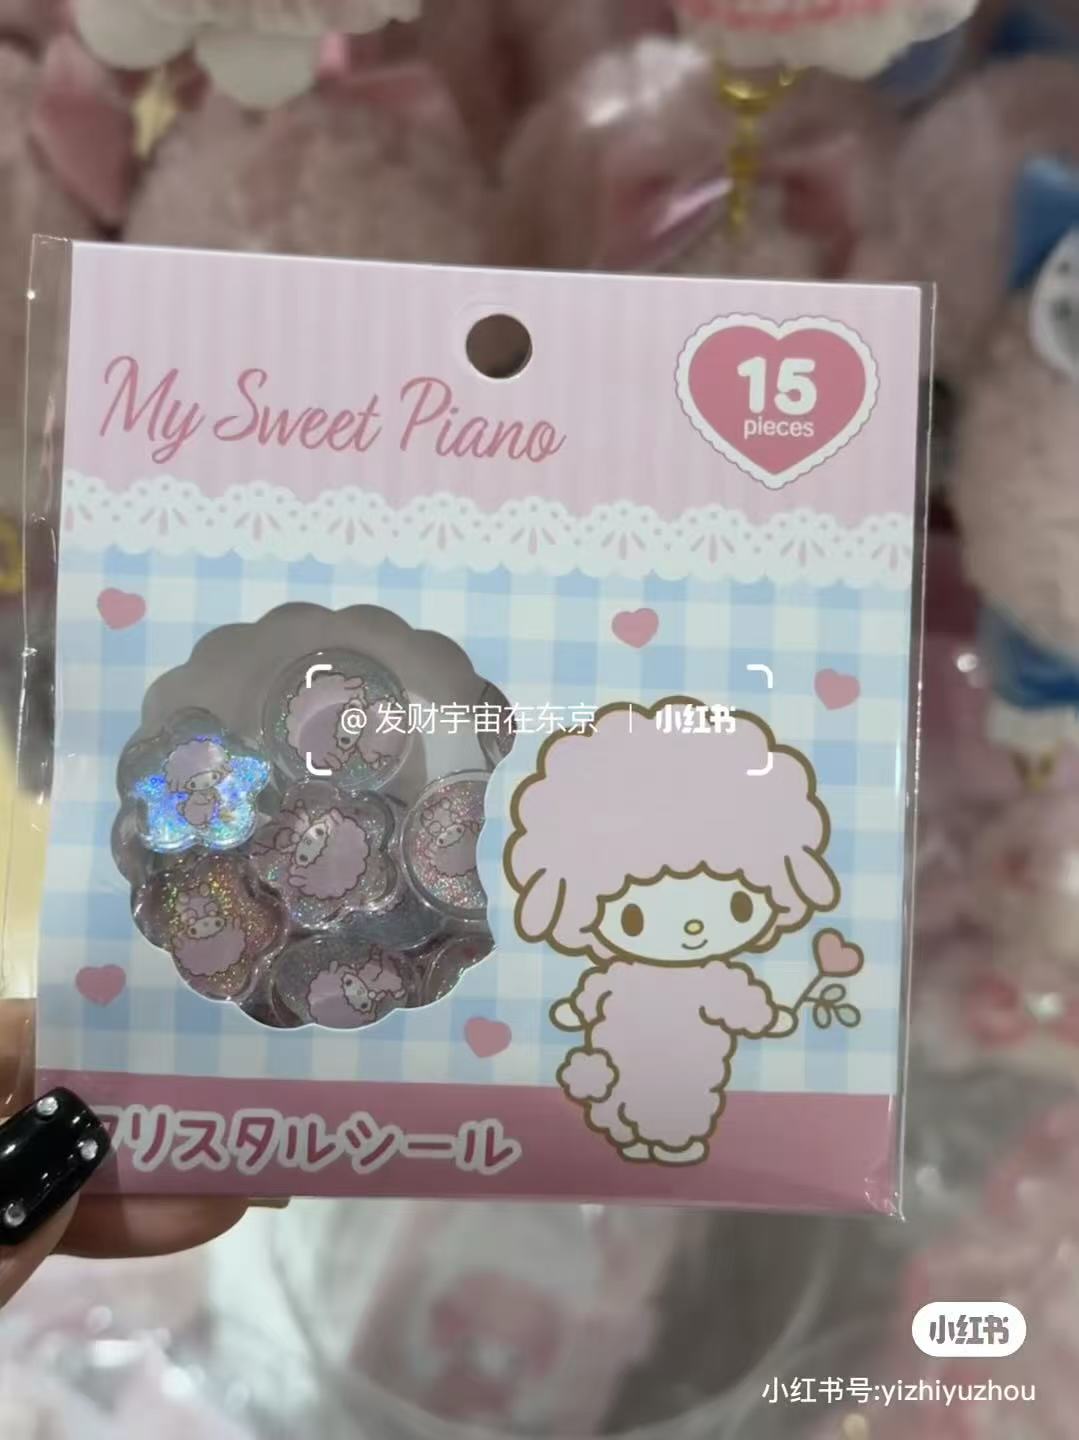 My Sweet Piano
15
pieces
@发财宇宙在东京 | 小红书
クリスタルシール
小红书
小红书号:yizhiyuzhou